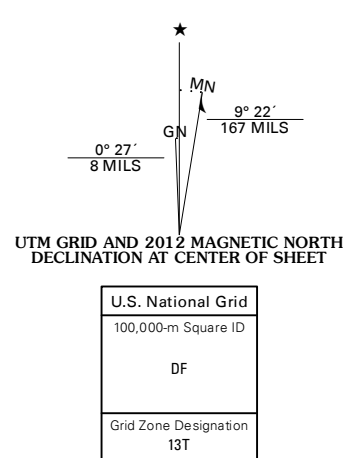 ★
MN
9° 22´
167 MILS
GN
0° 27´
8 MILS
UTM GRID AND 2012 MAGNETIC NORTH
DECLINATION AT CENTER OF SHEET
U.S. National Grid
100,000-m Square ID
DF
Grid Zone Designation
13T